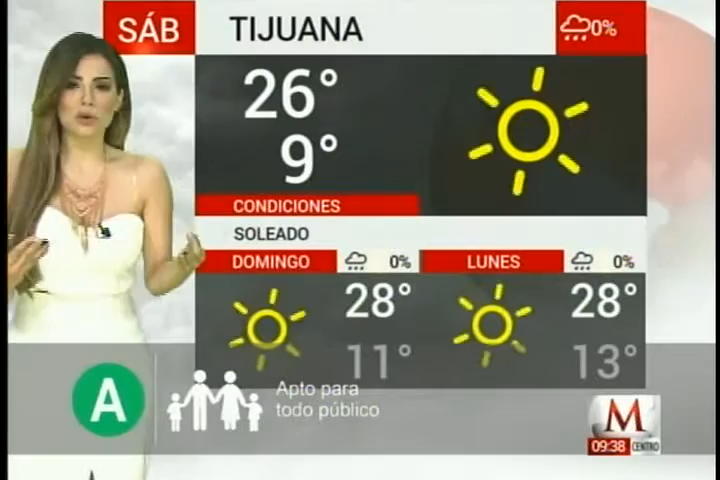 SÁB
TIJUANA
0%
26°
9°
CONDICIONES
SOLEADO
DOMINGO 0%
LUNES 0%
28°
11°
28°
13°
A
Apto para
todo público
M
09:38 CENTRO